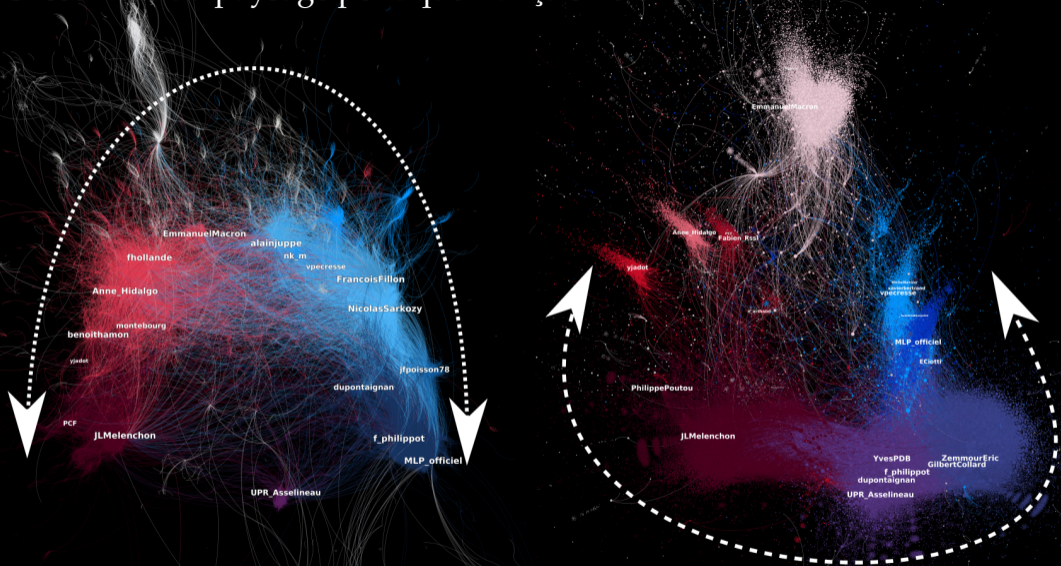 EmmanuelMacron
alainjuppe
fhollande
nk_m
vpecresse
FrancoisFillon
Anne_Hidalgo
NicolasSarkozy
montebourg
benoithamon
yjadot
jfpoisson78
dupontaignan
PCF
JLMelenchon
f_philippot
MLP_officiel
UPR_Asselineau
EmmanuelMacron
Anne_Hidalgo
Fabien_Rssl
yjadot
vpecresse
MLP_officiel
ECiotti
PhilippePoutou
JLMelenchon
YvesPDB
ZemmourEric
GilbertCollard
f_philippot
dupontaignan
UPR_Asselineau